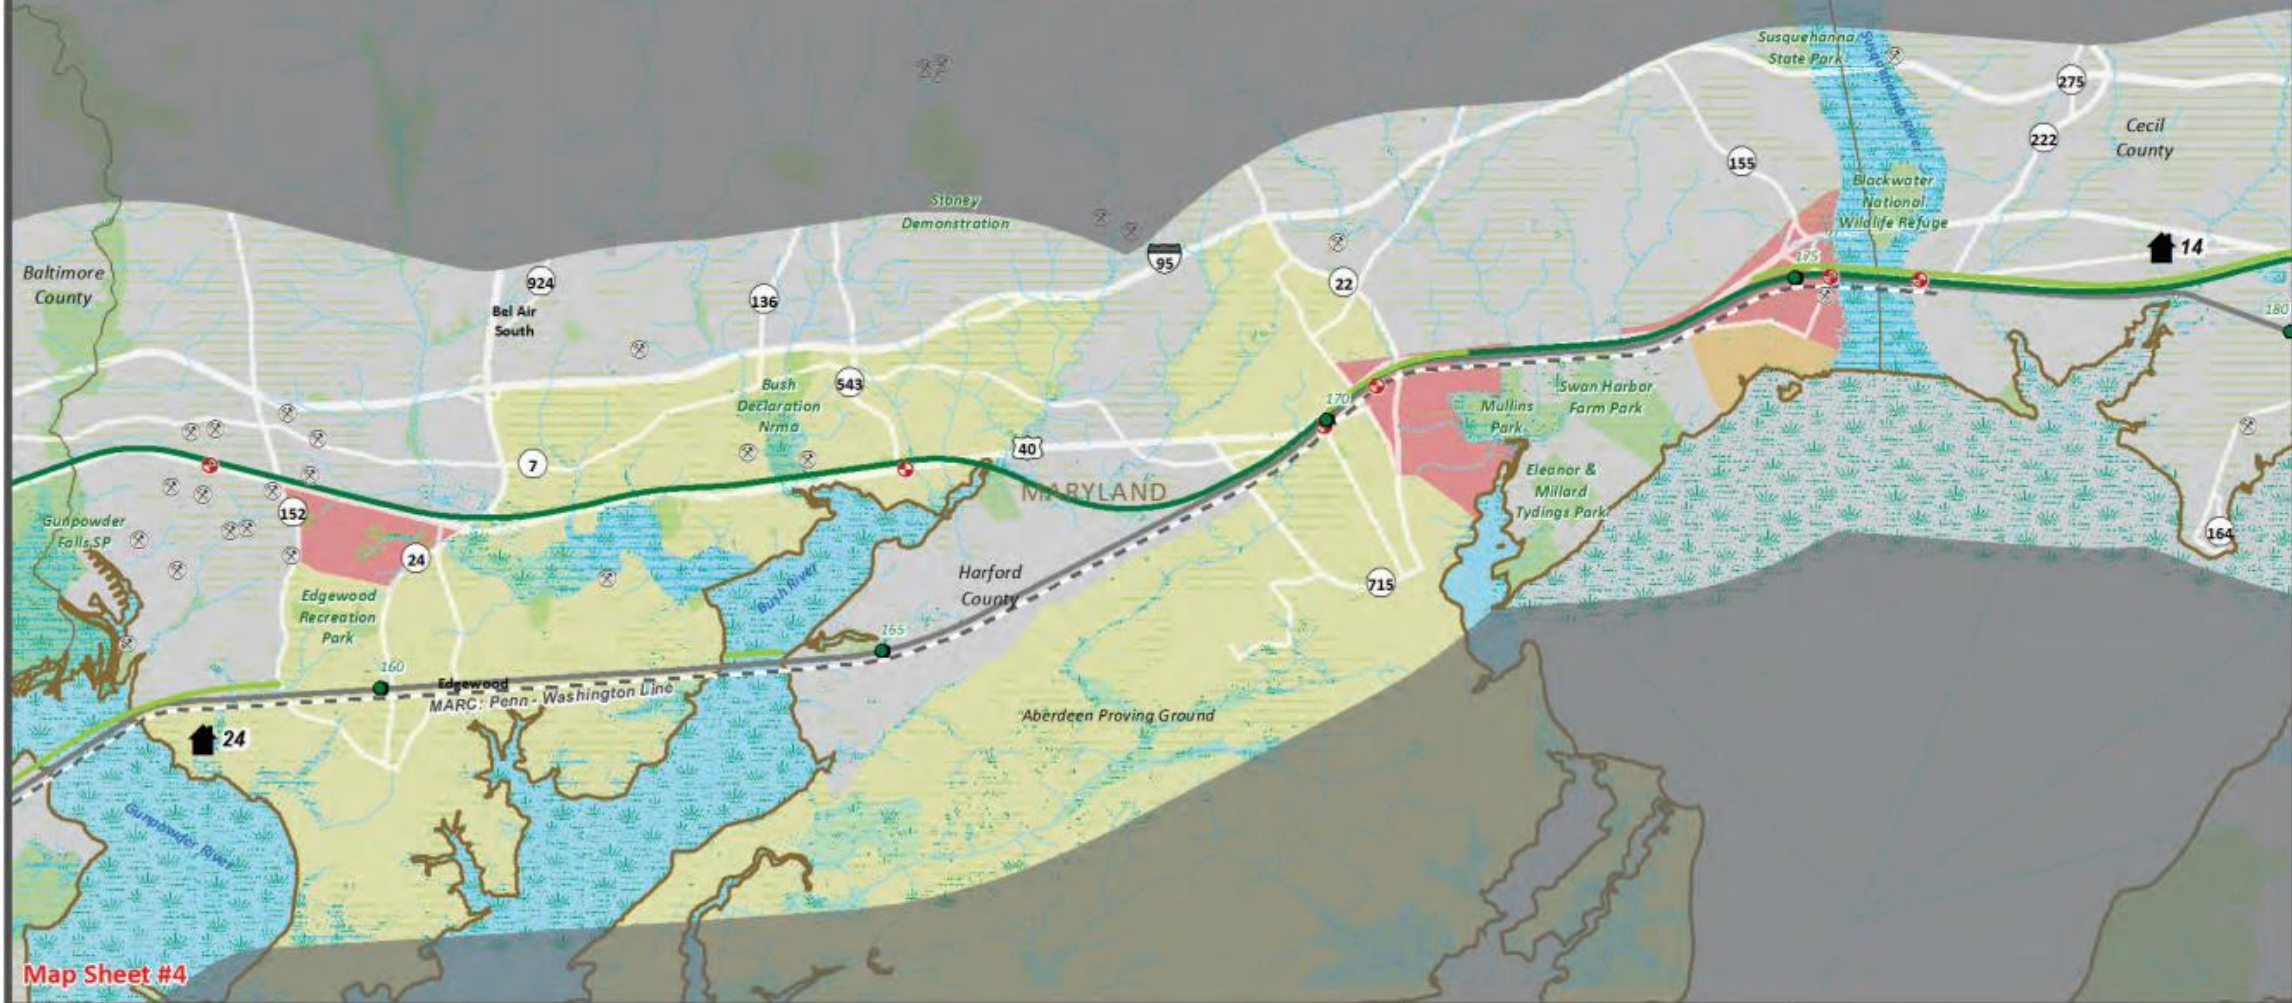 Susquehanna
State Park
Susquehanna River
275
222
Cecil
County
155
Blackwater
National
Wildlife Refuge
Stoney
Demonstration
Baltimore
County
924
Bel Air
South
136
95
22
175
14
180
Bush
Declaration
Nrma
543
170
Mullins
Park
Swan Harbor
Farm Park
7
40
MARYLAND
Eleanor &
Millard
Tydings Park
Gunpowder
Falls SP
152
24
164
Harford
County
715
Bush River
Edgewood
Recreation
Park
165
160
Edgewood
MARC: Penn - Washington Line
24
Aberdeen Proving Ground
Gunpowder River
Map Sheet #4